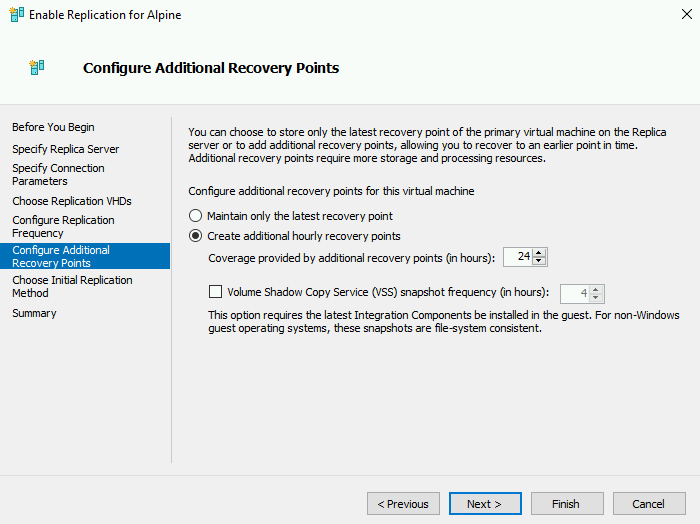 Enable Replication for Alpine
Configure Additional Recovery Points
Before You Begin
Specify Replica Server
Specify Connection
Parameters
Choose Replication VHDs
Configure Replication
Frequency
Configure Additional
Recovery Points
Choose Initial Replication
Method
Summary
You can choose to store only the latest recovery point of the primary virtual machine on the Replica
server or to add additional recovery points, allowing you to recover to an earlier point in time.
Additional recovery points require more storage and processing resources.
Configure additional recovery points for this virtual machine
Maintain only the latest recovery point
Create additional hourly recovery points
Coverage provided by additional recovery points (in hours): 24
Volume Shadow Copy Service (VSS) snapshot frequency (in hours): 4
This option requires the latest Integration Components be installed in the guest. For non-Windows
guest operating systems, these snapshots are file-system consistent.
< Previous Next > Finish Cancel